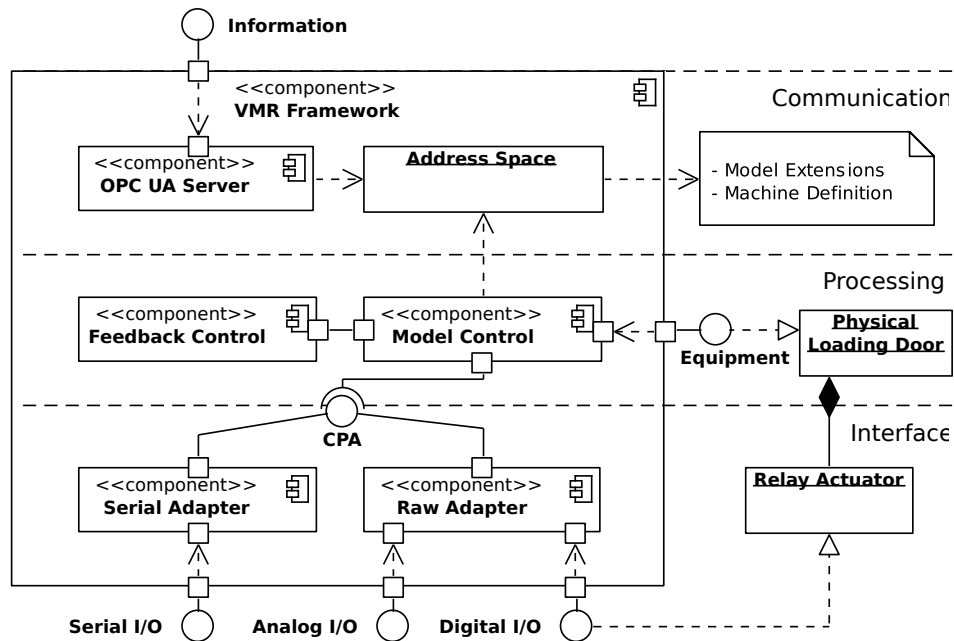 Information
<<component>>
VMR Framework
Communication
<<component>>
OPC UA Server
Address Space
- Model Extensions
- Machine Definition
Processing
<<component>>
Feedback Control
<<component>>
Model Control
Equipment
Physical
Loading Door
CPA
Interface
<<component>>
Serial Adapter
<<component>>
Raw Adapter
Relay Actuator
Serial I/O
Analog I/O
Digital I/O